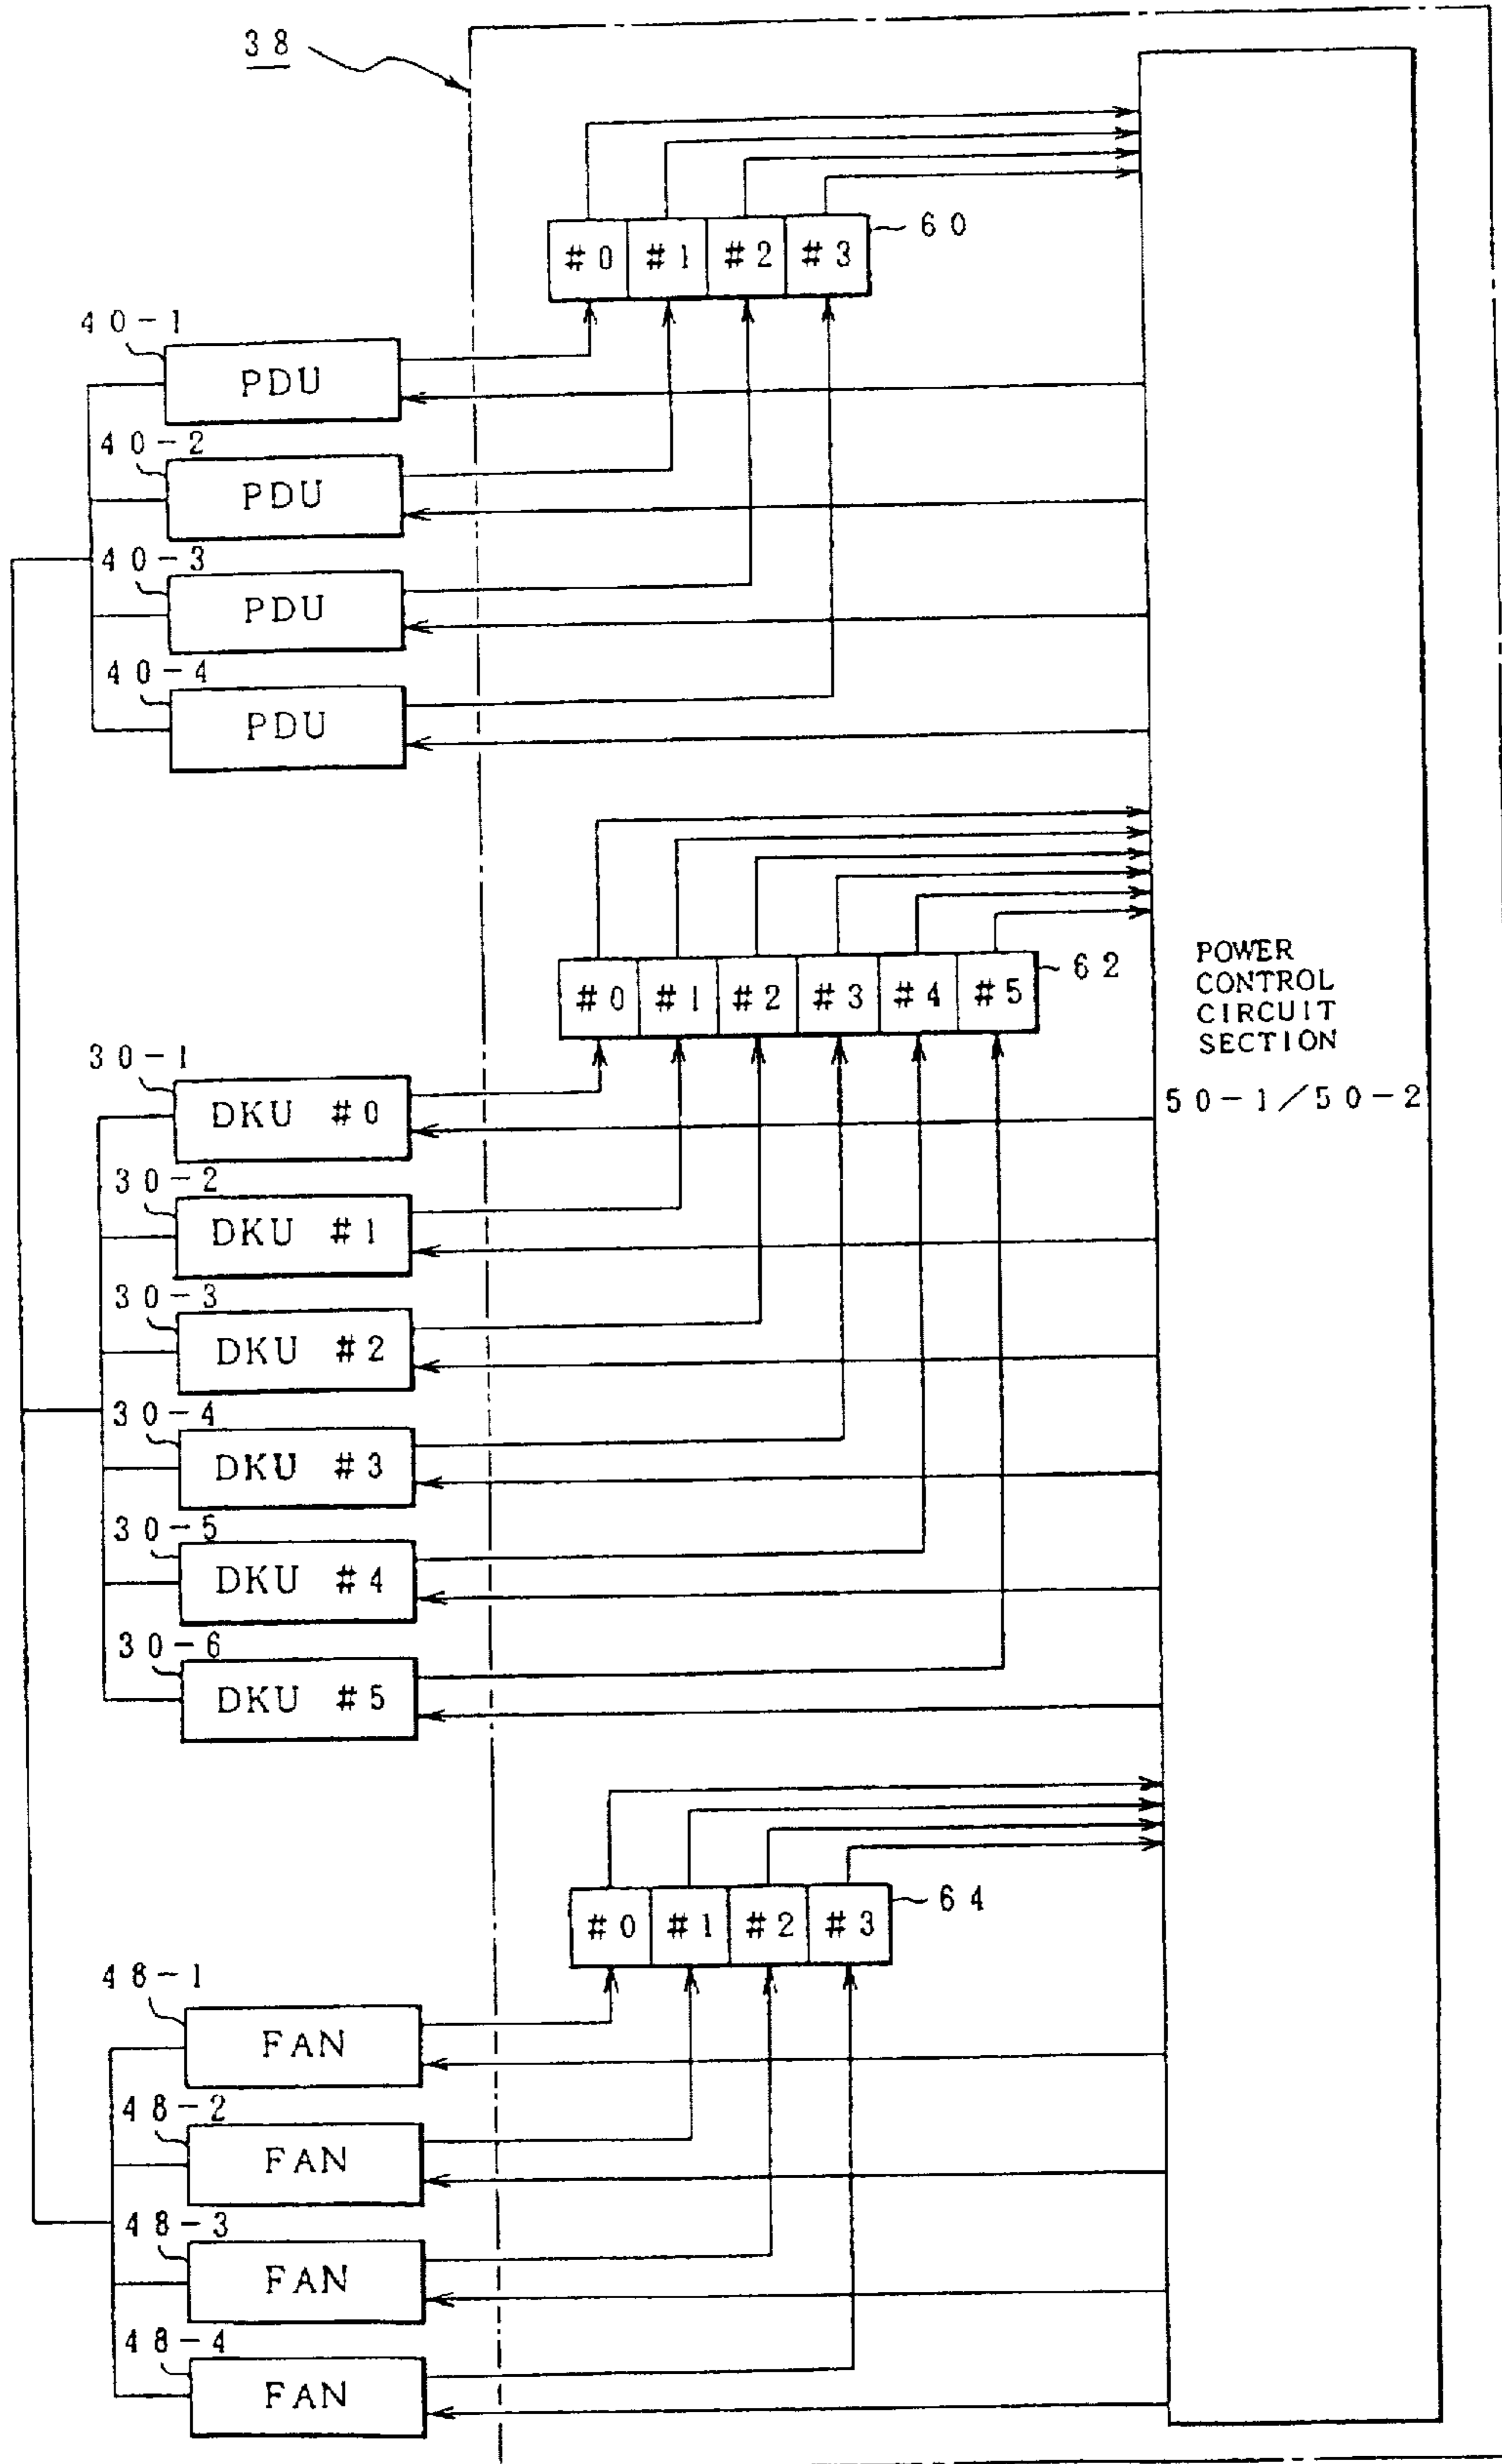 38
#0 #1 #2 #3
60
40-1
PDU
40-2
PDU
40-3
PDU
40-4
PDU
#0 #1 #2 #3 #4 #5
62
POWER
CONTROL
CIRCUIT
SECTION
50-1/50-2
30-1
DKU #0
30-2
DKU #1
30-3
DKU #2
30-4
DKU #3
30-5
DKU #4
30-6
DKU #5
#0 #1 #2 #3
64
48-1
FAN
48-2
FAN
48-3
FAN
48-4
FAN